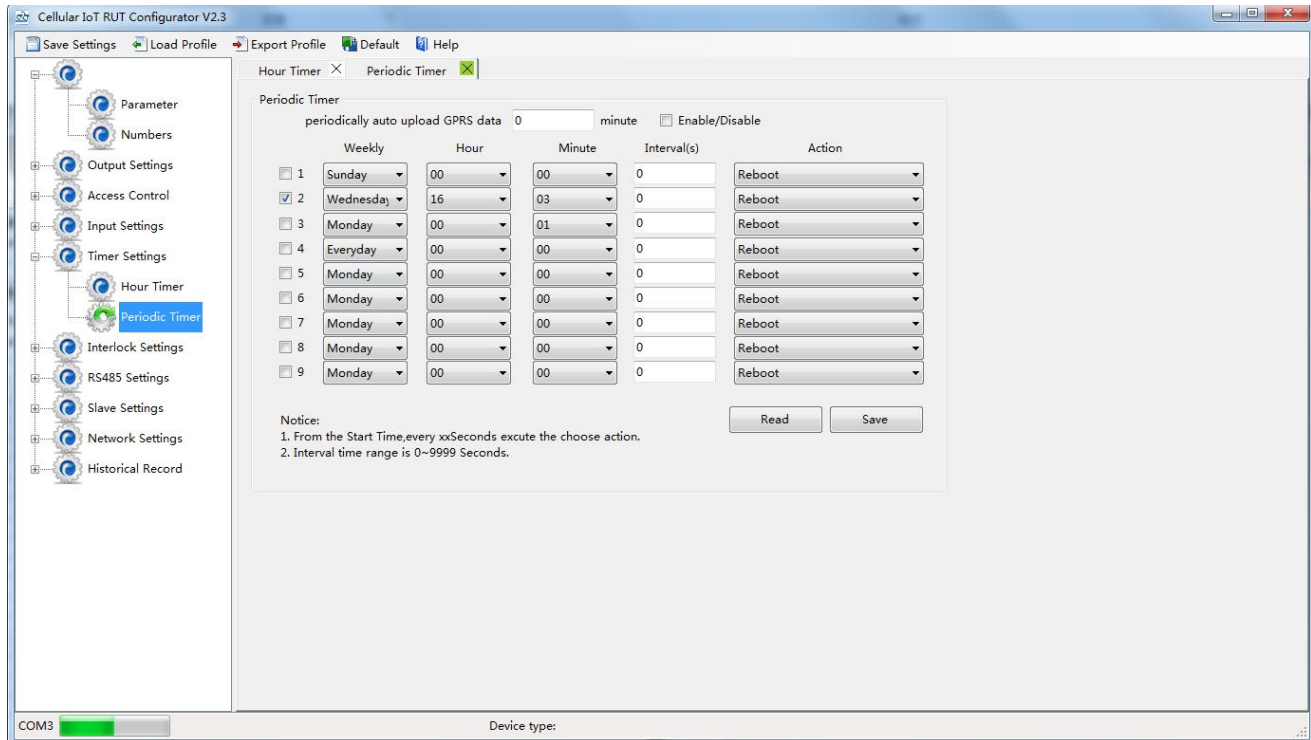 Cellular IoT RUT Configurator V2.3
Save Settings Load Profile Export Profile Default Help
Parameter
Numbers
Output Settings
Access Control
Input Settings
Timer Settings
Hour Timer
Periodic Timer
Interlock Settings
RS485 Settings
Slave Settings
Network Settings
Historical Record
Hour Timer Periodic Timer
Periodic Timer
periodically auto upload GPRS data 0 minute Enable/Disable
Weekly Hour Minute Interval(s) Action
1 Sunday 00 00 0 Reboot
2 Wednesday 16 03 0 Reboot
3 Monday 00 01 0 Reboot
4 Everyday 00 00 0 Reboot
5 Monday 00 00 0 Reboot
6 Monday 00 00 0 Reboot
7 Monday 00 00 0 Reboot
8 Monday 00 00 0 Reboot
9 Monday 00 00 0 Reboot
Notice:
1. From the Start Time,every xxSeconds excute the choose action.
2. Interval time range is 0~9999 Seconds.
Read Save
COM3 Device type: